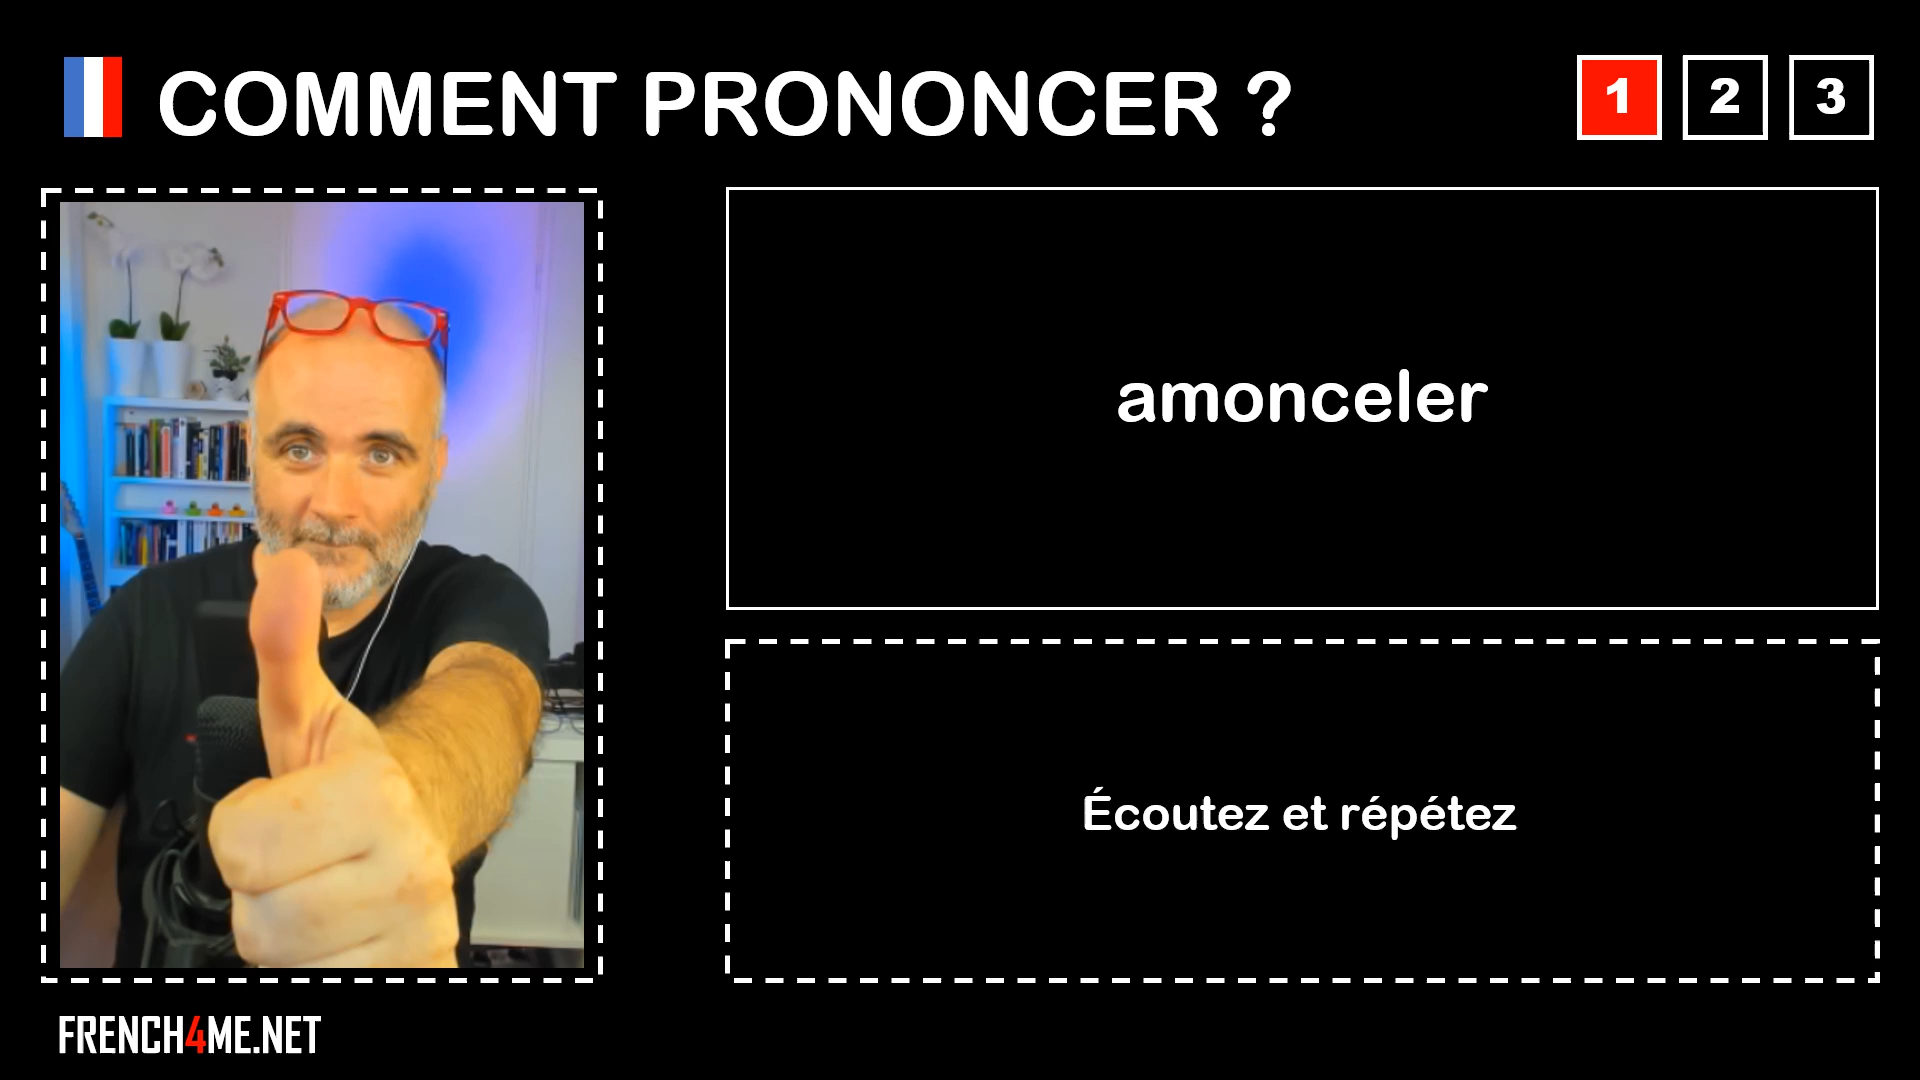 COMMENT PRONONCER ?
1 2 3
amonceler
Écoutez et répétez
FRENCH4ME.NET